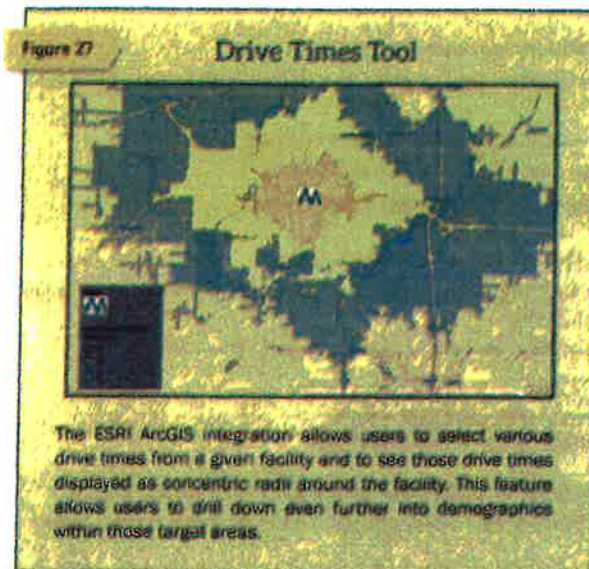 Figure 27
Drive Times Tool
M
M
The ESRI ArcGIS integration allows users to select various
drive times from a given facility and to see those drive times
displayed as concentric radii around the facility. This feature
allows users to drill down even further into demographics
within those target areas.